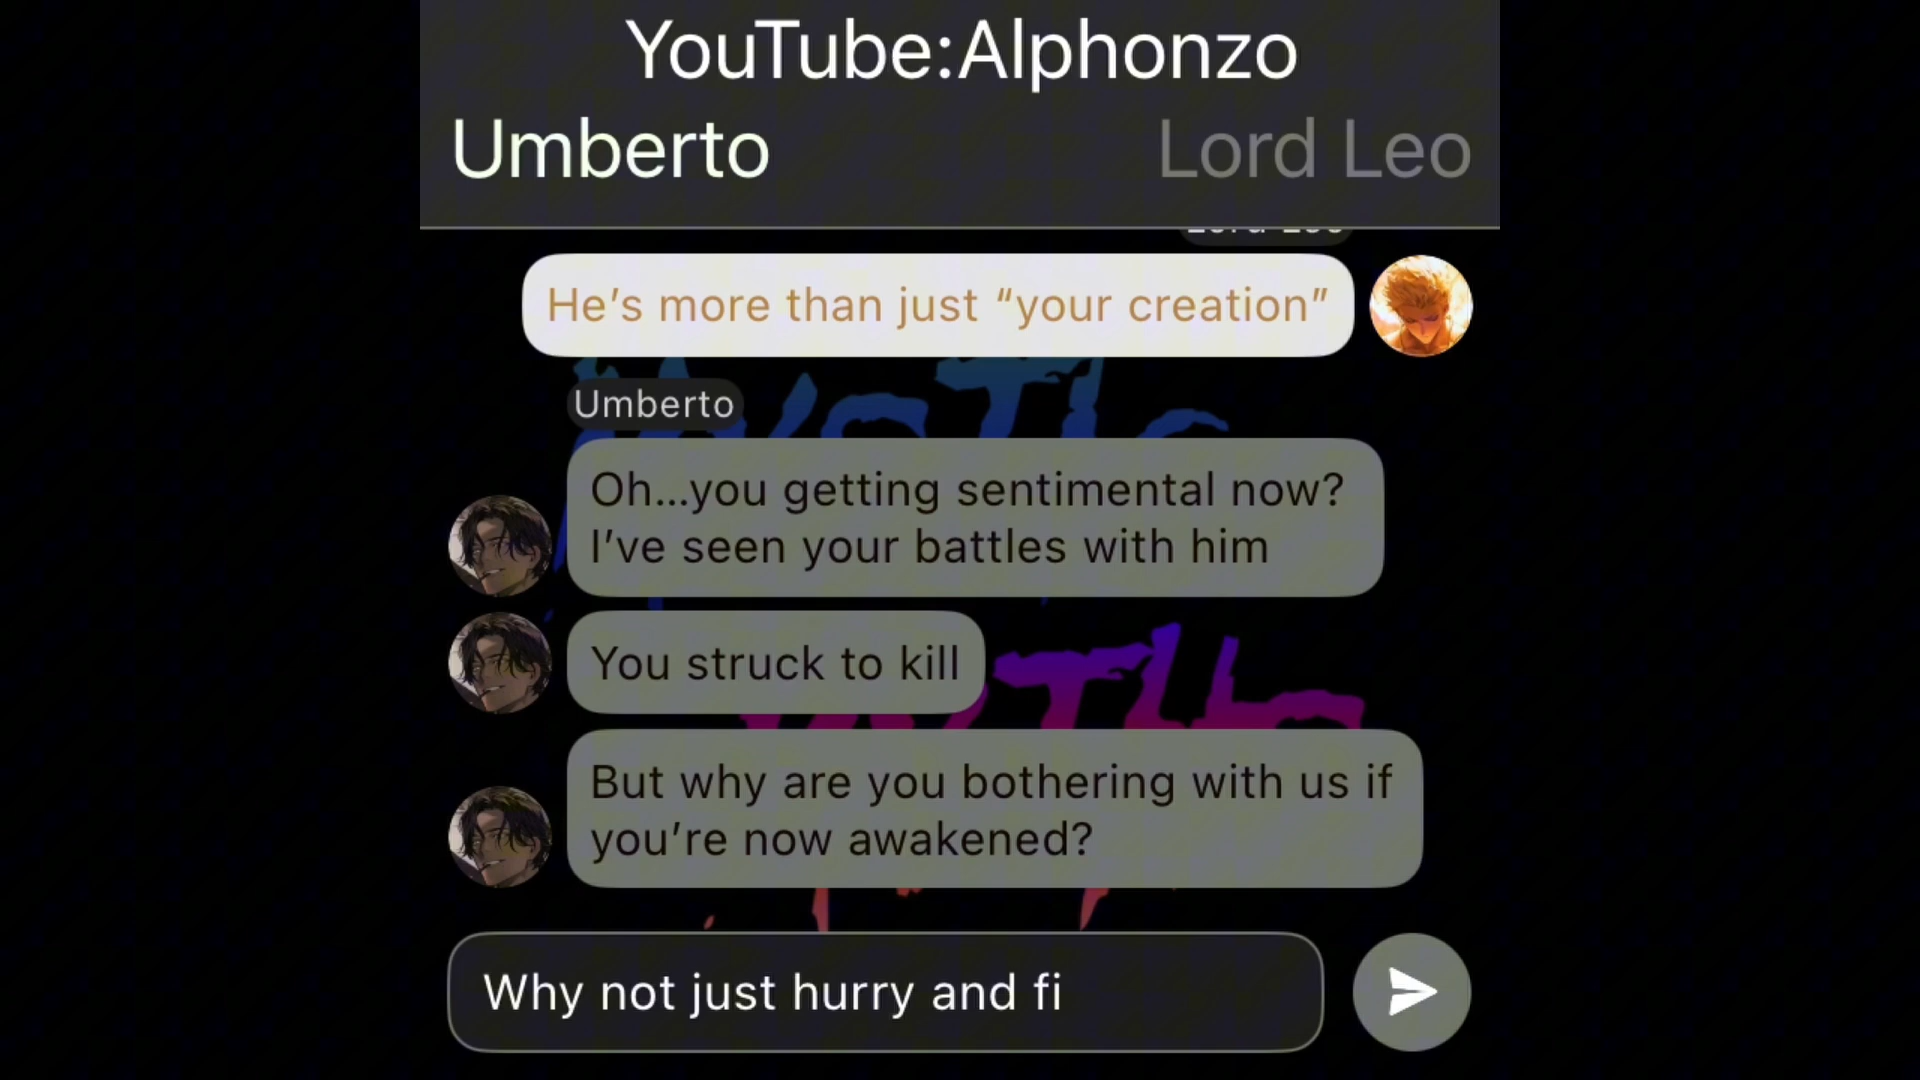 YouTube:Alphonzo
Umberto
Lord Leo
Lord Leo
He’s more than just “your creation”
Umberto
Oh...you getting sentimental now?
I’ve seen your battles with him
You struck to kill
But why are you bothering with us if
you’re now awakened?
Why not just hurry and fi